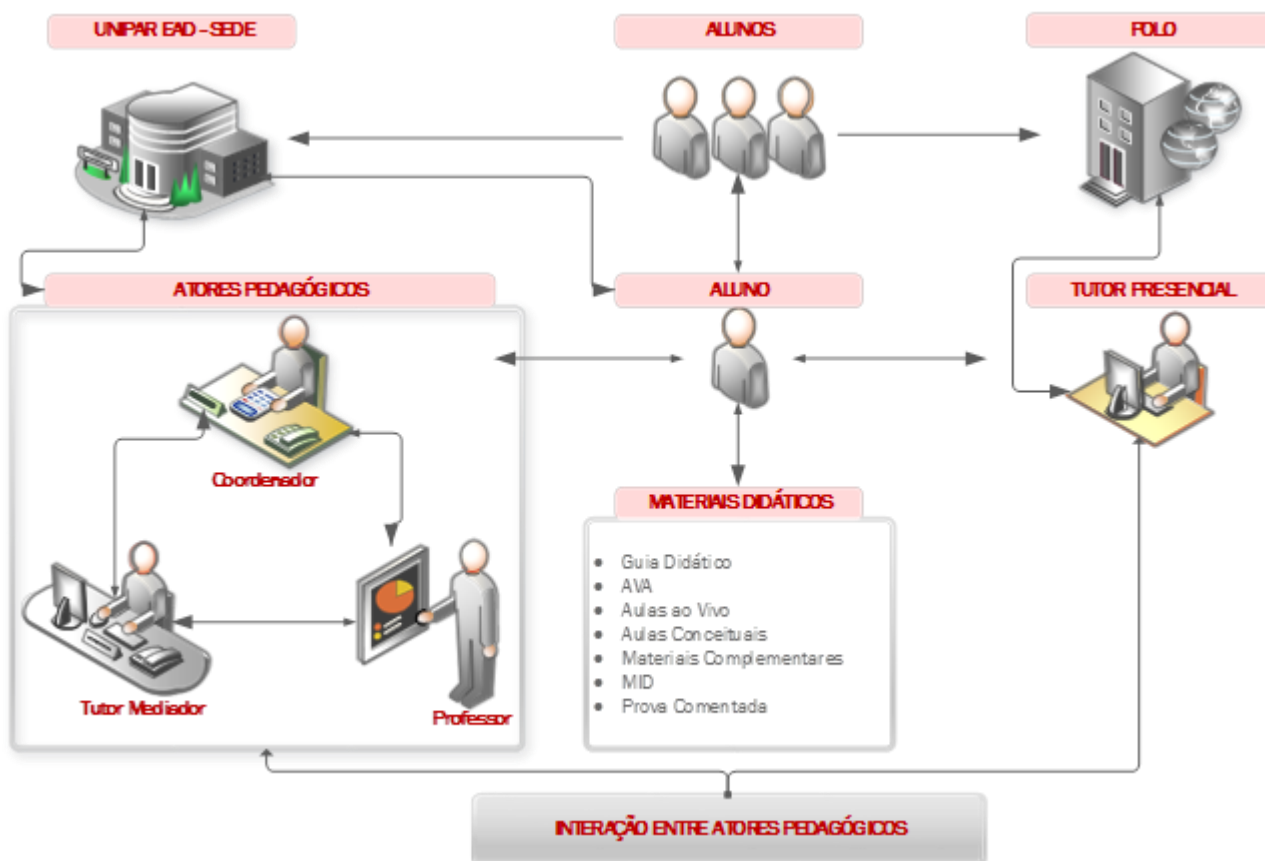 UNIPAR EAD – SEDE
ALUNOS
POLO
ATORES PEDAGÓGICOS
ALUNO
TUTOR PRESENCIAL
Coordenador
Tutor Mediador
Professor
MATERIAIS DIDÁTICOS
• Guia Didático
• AVA
• Aulas ao Vivo
• Aulas Conceituais
• Materiais Complementares
• MID
• Prova Comentada
INTERAÇÃO ENTRE ATORES PEDAGÓGICOS